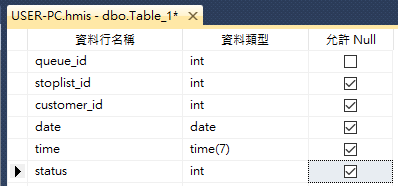 USER-PC.hmis - dbo.Table_1*
資料行名稱 資料類型 允許 Null
queue_id int
stoplist_id int
customer_id int
date date
time time(7)
status int